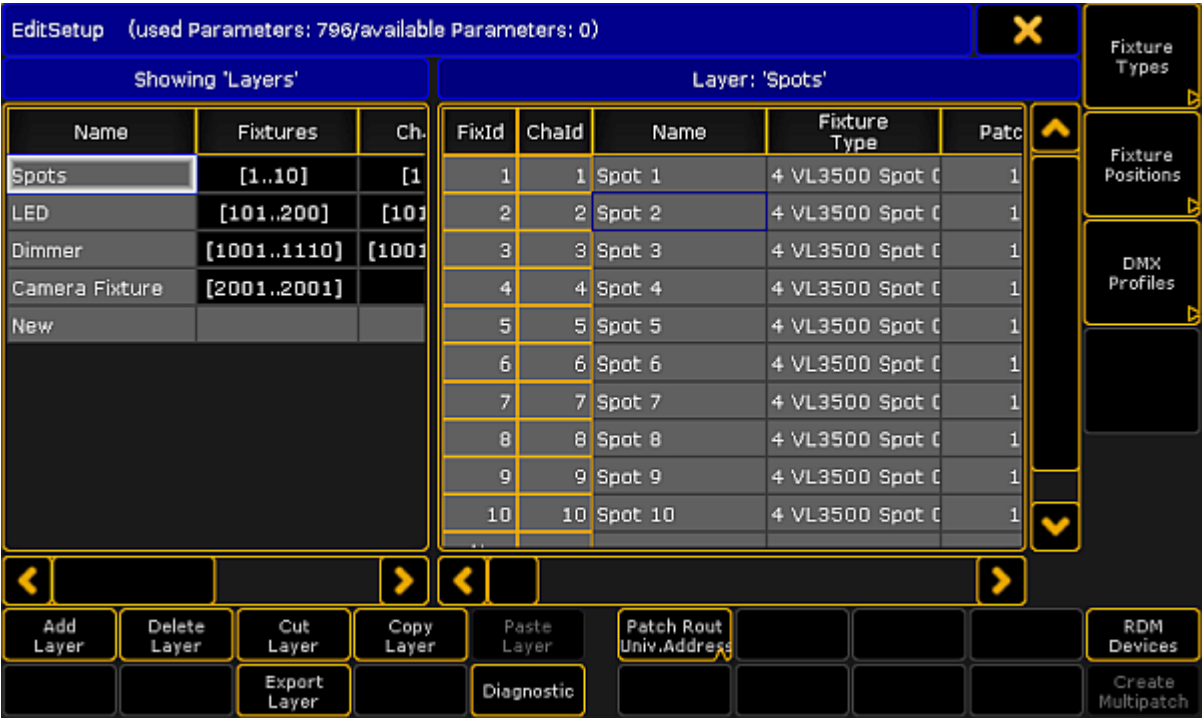 EditSetup (used Parameters: 796/available Parameters: 0)
Fixture
Types
Showing 'Layers'
Layer: 'Spots'
Name Fixtures Ch
FixId ChaId Name Fixture Type Patc
Spots [1..10] [1
1 1 Spot 1 4 VL3500 Spot 1
LED [101..200] [101
2 2 Spot 2 4 VL3500 Spot 1
Dimmer [1001..1110] [1001
3 3 Spot 3 4 VL3500 Spot 1
Camera Fixture [2001..2001]
4 4 Spot 4 4 VL3500 Spot 1
New
5 5 Spot 5 4 VL3500 Spot 1
6 6 Spot 6 4 VL3500 Spot 1
7 7 Spot 7 4 VL3500 Spot 1
8 8 Spot 8 4 VL3500 Spot 1
9 9 Spot 9 4 VL3500 Spot 1
10 10 Spot 10 4 VL3500 Spot 1
Fixture
Positions
DMX
Profiles
Add
Layer
Delete
Layer
Cut
Layer
Copy
Layer
Paste
Layer
Patch Rout
Univ.Address
RDM
Devices
Export
Layer
Diagnostic
Create
Multipatch